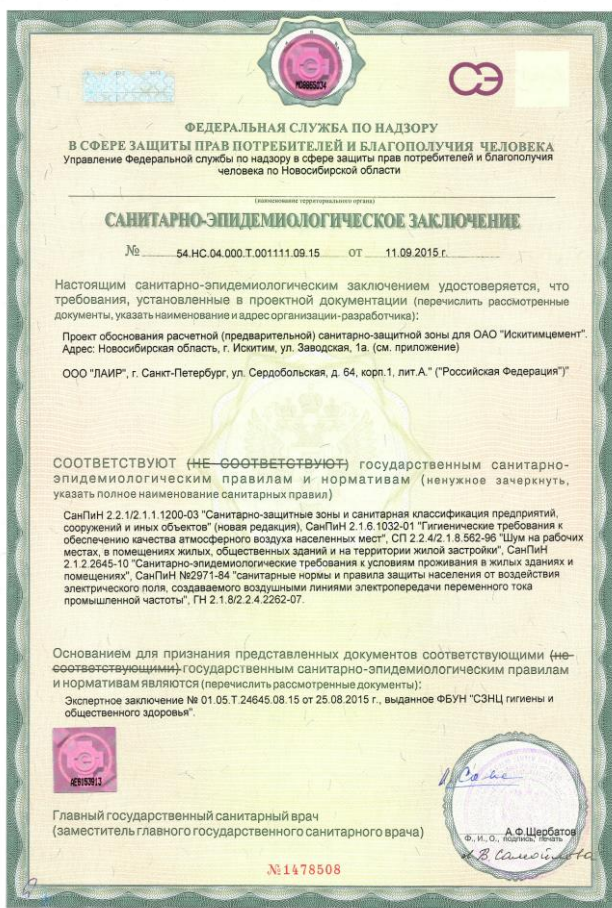 МО0065034
СЭ
ФЕДЕРАЛЬНАЯ СЛУЖБА ПО НАДЗОРУ
В СФЕРЕ ЗАЩИТЫ ПРАВ ПОТРЕБИТЕЛЕЙ И БЛАГОПОЛУЧИЯ ЧЕЛОВЕКА
Управление Федеральной службы по надзору в сфере защиты прав потребителей и благополучия
человека по Новосибирской области
(наименование территориального органа)
САНИТАРНО-ЭПИДЕМИОЛОГИЧЕСКОЕ ЗАКЛЮЧЕНИЕ
№ 54.НС.04.000.Т.001111.09.15 от 11.09.2015 г.
Настоящим санитарно-эпидемиологическим заключением удостоверяется, что
требования, установленные в проектной документации (перечислить рассмотренные
документы, указать наименование и адрес организации-разработчика):
Проект обоснования расчетной (предварительной) санитарно-защитной зоны для ОАО "Искитимцемент".
Адрес: Новосибирская область, г. Искитим, ул. Заводская, 1а. (см. приложение)
ООО "ЛАИР", г. Санкт-Петербург, ул. Сердобольская, д. 64, корп.1, лит.А." ("Российская Федерация")"
СООТВЕТСТВУЮТ (НЕ СООТВЕТСТВУЮТ) государственным санитарно-
эпидемиологическим правилам и нормативам (ненужное зачеркнуть,
указать полное наименование санитарных правил)
СанПиН 2.2.1/2.1.1.1200-03 "Санитарно-защитные зоны и санитарная классификация предприятий,
сооружений и иных объектов" (новая редакция), СанПиН 2.1.6.1032-01 "Гигиенические требования к
обеспечению качества атмосферного воздуха населенных мест", СП 2.2.4/2.1.8.562-96 "Шум на рабочих
местах, в помещениях жилых, общественных зданий и на территории жилой застройки", СанПиН
2.1.2.2645-10 "Санитарно-эпидемиологические требования к условиям проживания в жилых зданиях и
помещениях", СанПиН №2971-84 "санитарные нормы и правила защиты населения от воздействия
электрического поля, создаваемого воздушными линиями электропередачи переменного тока
промышленной частоты", ГН 2.1.8/2.2.4.2262-07.
Основанием для признания представленных документов соответствующими (не
соответствующими) государственным санитарно-эпидемиологическим правилам
и нормативам являются (перечислить рассмотренные документы):
Экспертное заключение № 01.05.Т.24645.08.15 от 25.08.2015 г., выданное ФБУН "СЗНЦ гигиены и
общественного здоровья".
АЕ8153913
Главный государственный санитарный врач
(заместитель главного государственного санитарного врача)
А.Ф.Щербатов
Ф., И., О., подпись, печать
А.В. Самойлова
№1478508